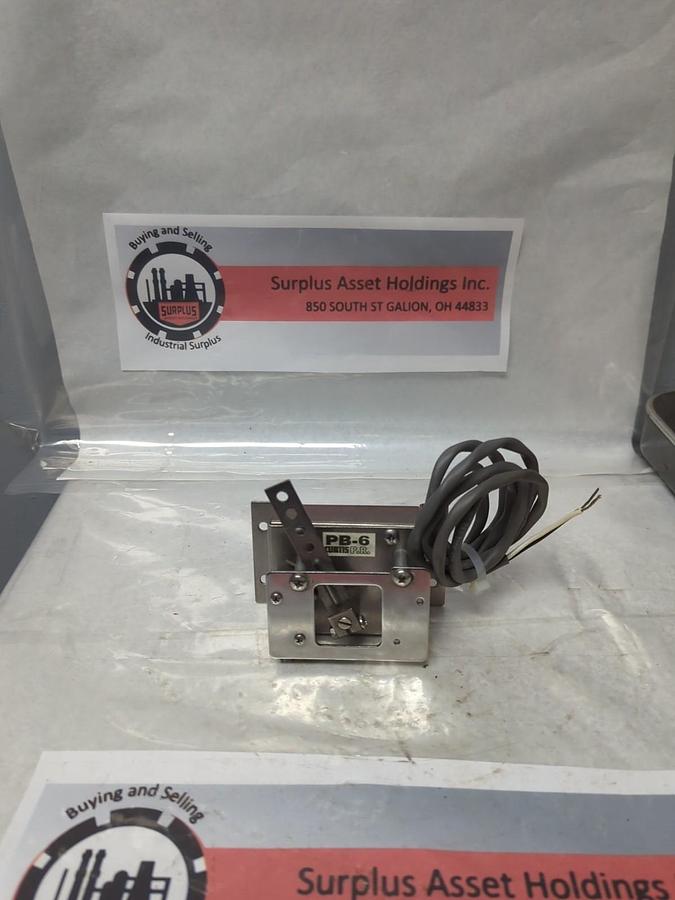 Buying and Selling
SURPLUS
Industrial Surplus
Surplus Asset Holdings Inc.
850 SOUTH ST GALION, OH 44833
PB-6
CURTIS P.R.
Buying and Selling
Surplus Asset Holdings